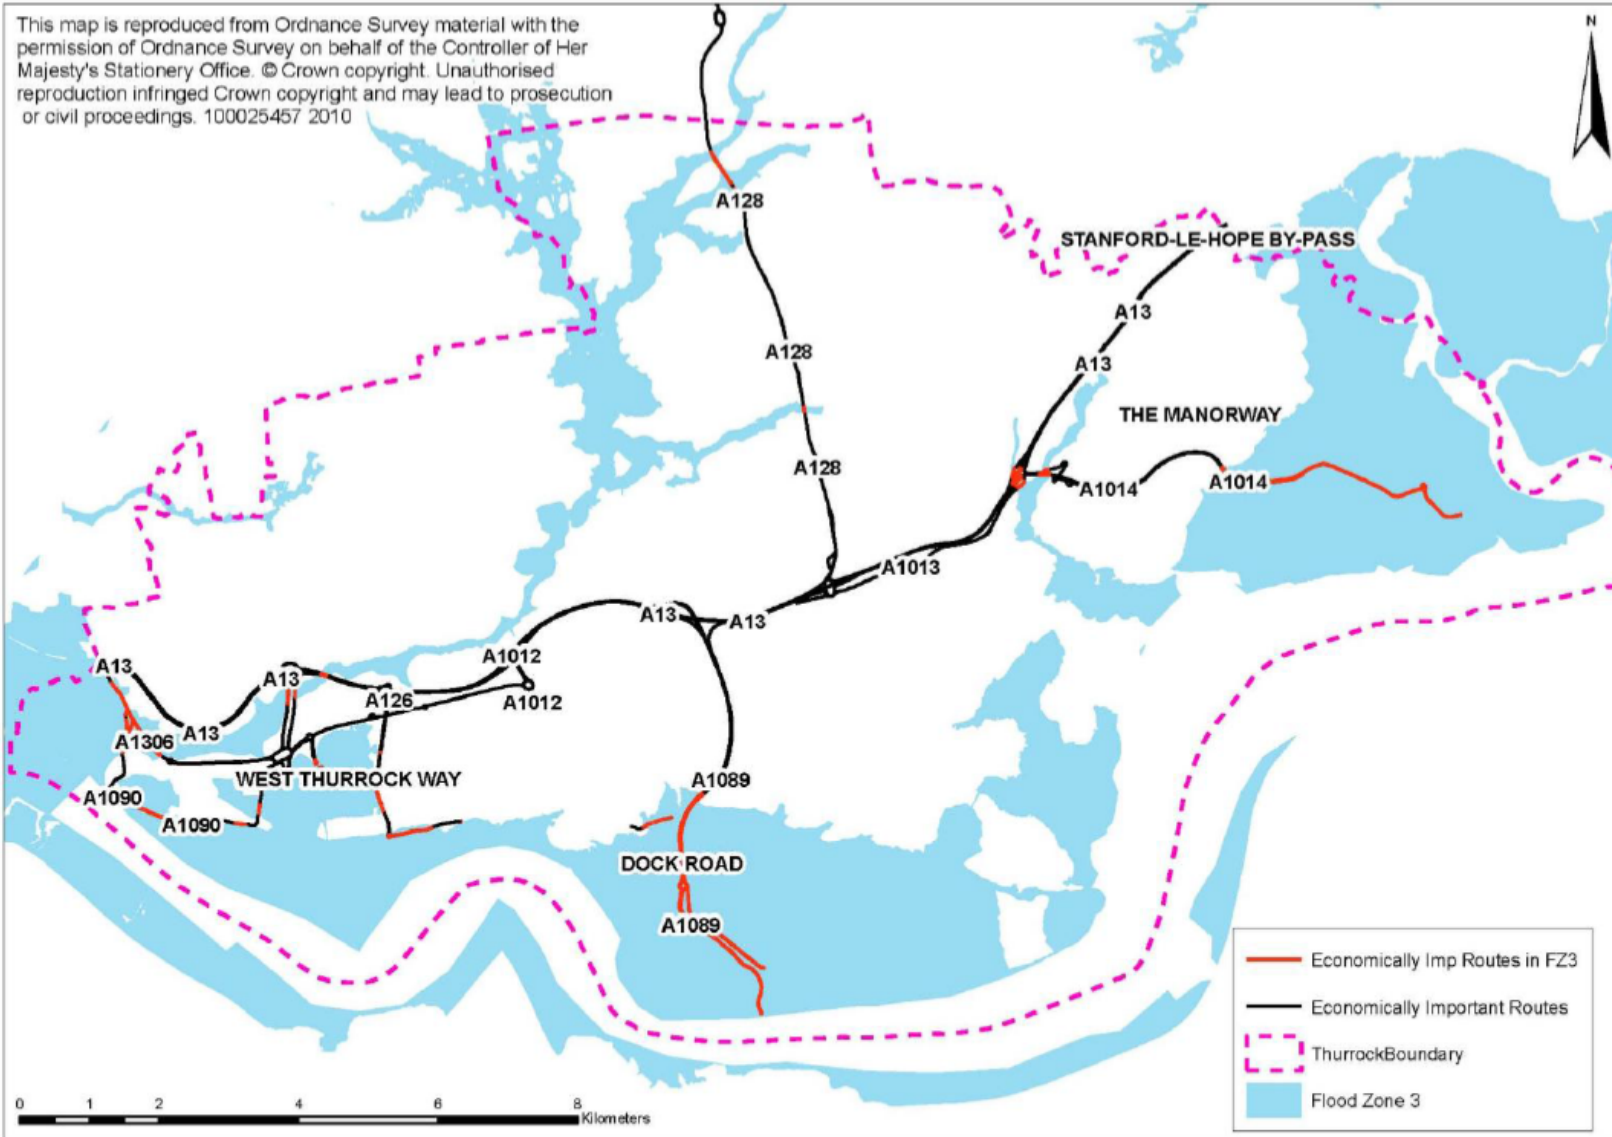 This map is reproduced from Ordnance Survey material with the
permission of Ordnance Survey on behalf of the Controller of Her
Majesty's Stationery Office. © Crown copyright. Unauthorised
reproduction infringed Crown copyright and may lead to prosecution
or civil proceedings. 100025457 2010
N
A128
STANFORD-LE-HOPE BY-PASS
A13
A128
A13
THE MANORWAY
A128
A1014
A1014
A1013
A13
A13
A1012
A13
A13
A126
A1012
A13
A1306
WEST THURROCK WAY
A1089
A1090
A1090
DOCK ROAD
A1089
Economically Imp Routes in FZ3
Economically Important Routes
ThurrockBoundary
Flood Zone 3
0 1 2 4 6 8
Kilometers